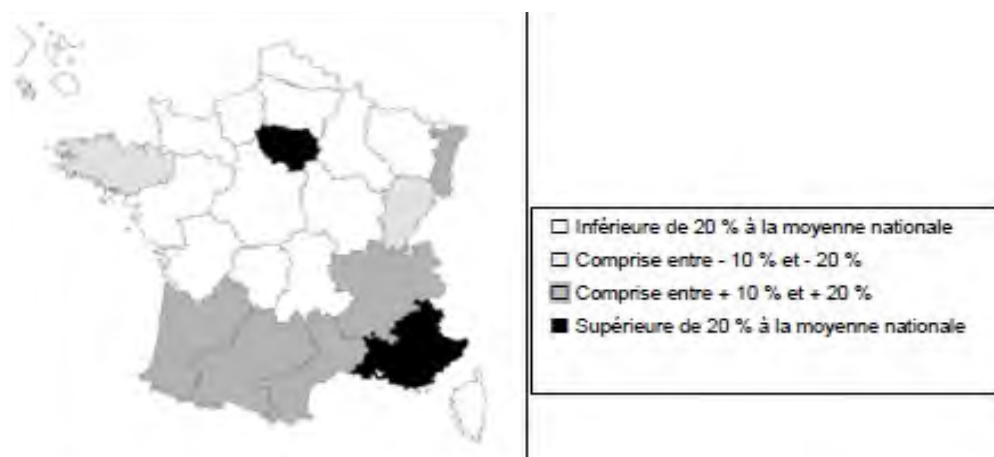 Inférieure de 20 % à la moyenne nationale
Comprise entre - 10 % et - 20 %
Comprise entre + 10 % et + 20 %
Supérieure de 20 % à la moyenne nationale